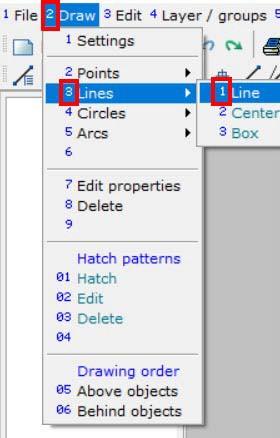 1 File 2 Draw 3 Edit 4 Layer / groups 5
1 Settings
2 Points
3 Lines
1 Line
4 Circles
2 Center
5 Arcs
3 Box
6
7 Edit properties
8 Delete
9
Hatch patterns
01 Hatch
02 Edit
03 Delete
04
Drawing order
05 Above objects
06 Behind objects